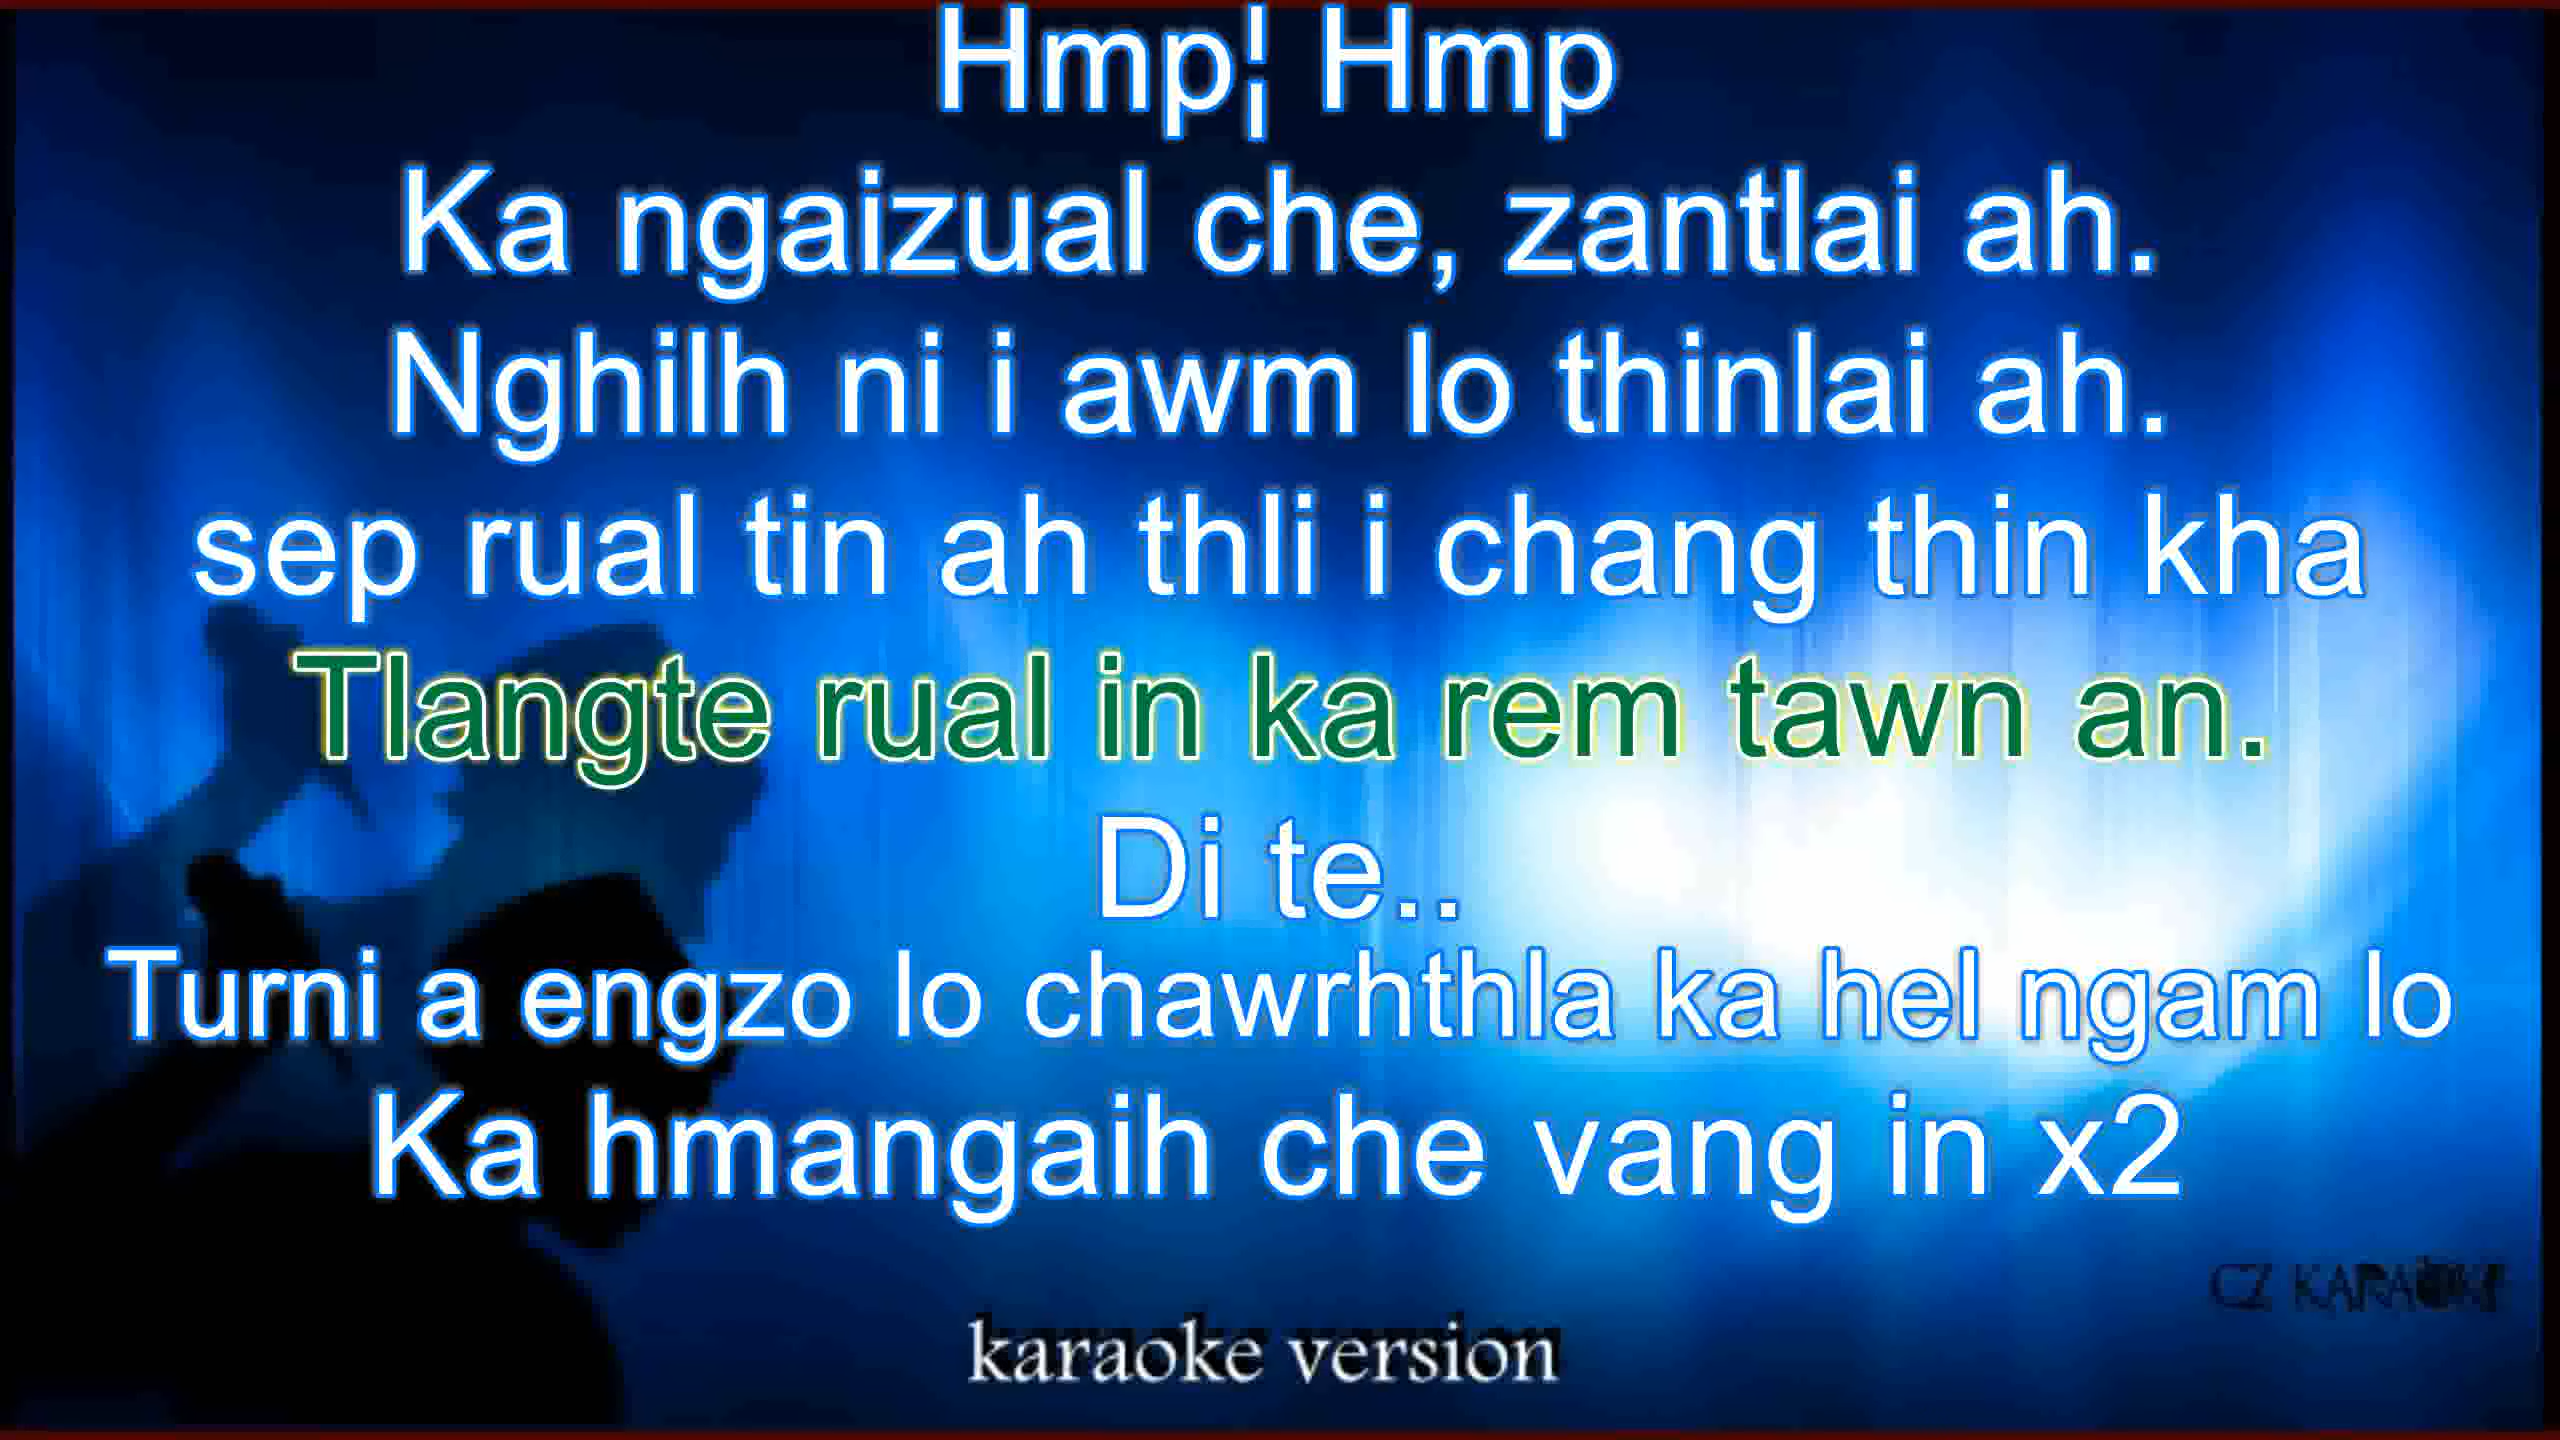 Hmp¦ Hmp
Ka ngaizual che, zantlai ah.
Nghilh ni i awm lo thinlai ah.
sep rual tin ah thli i chang thin kha
Tlangte rual in ka rem tawn an.
Di te..
Turni a engzo lo chawrhthla ka hel ngam lo
Ka hmangaih che vang in x2
CZ KARAOKE
karaoke version